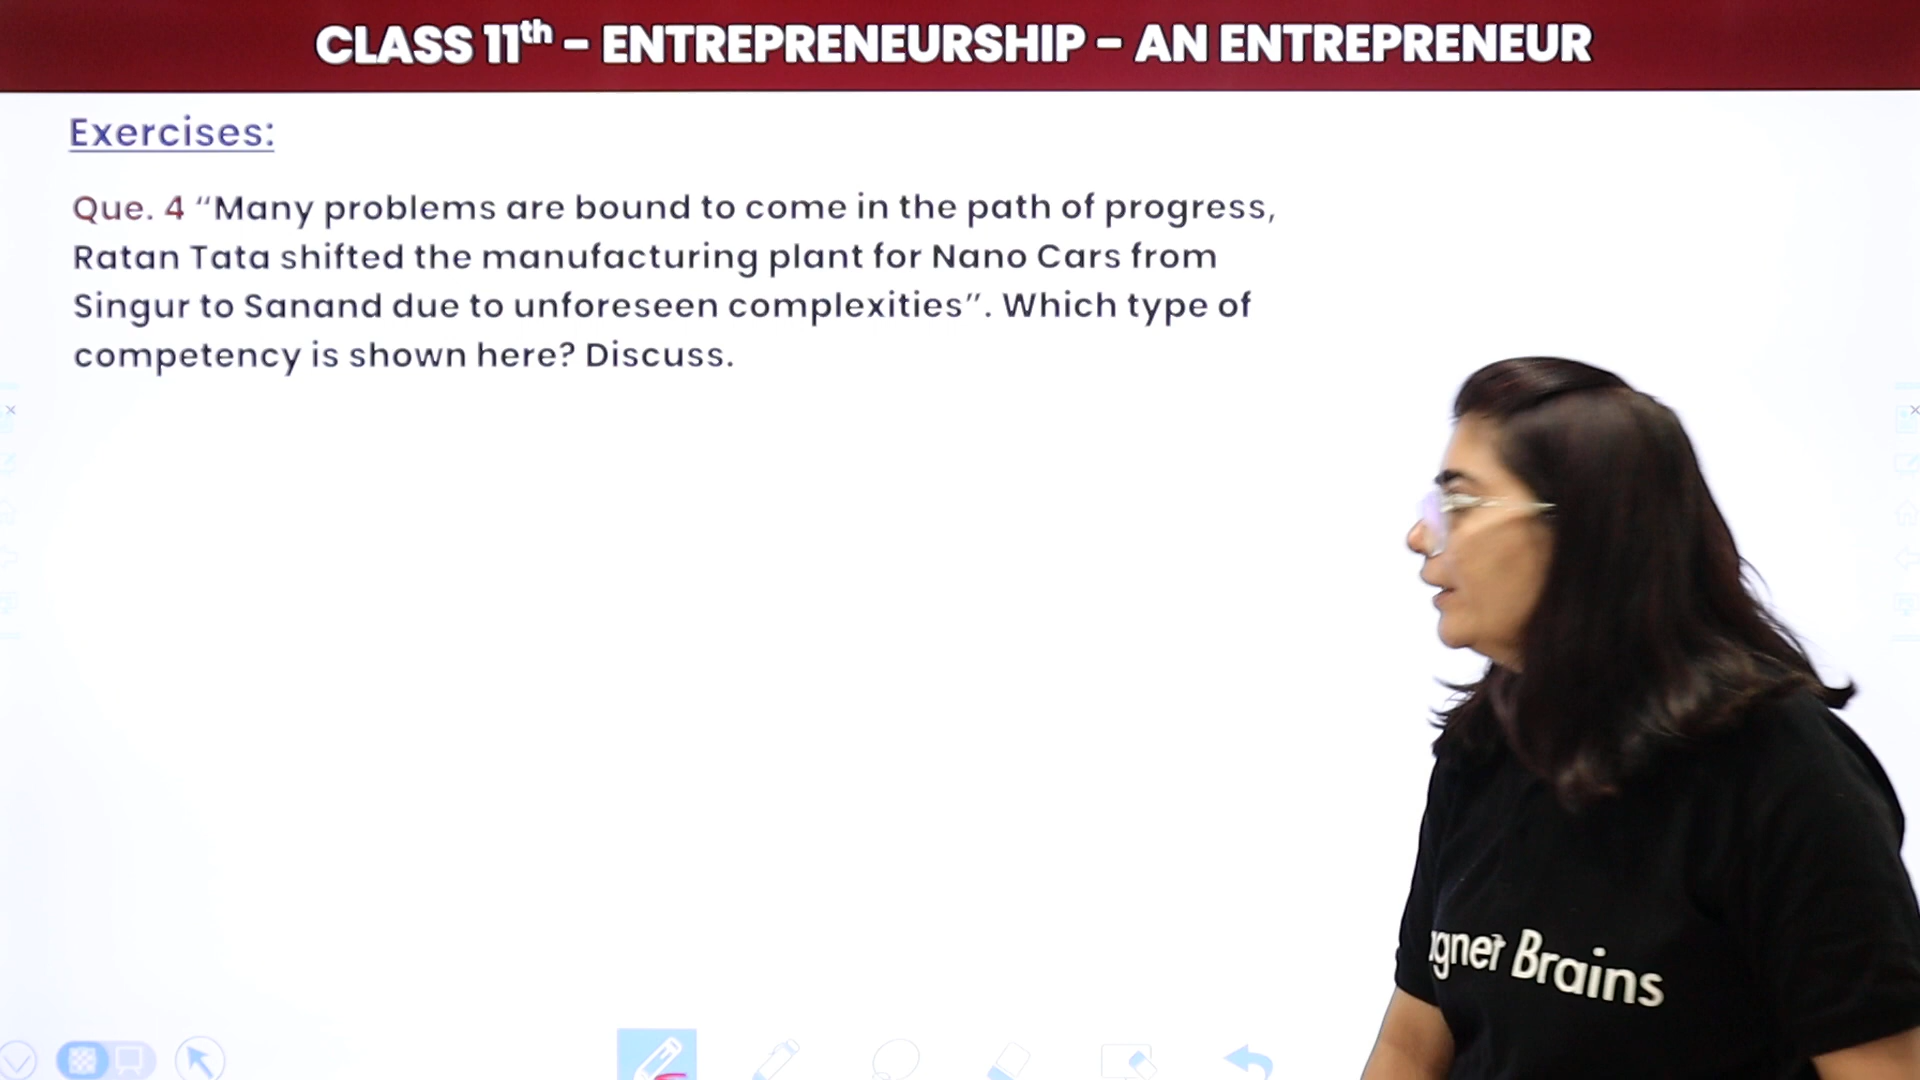 CLASS 11th – ENTREPRENEURSHIP – AN ENTREPRENEUR
Exercises:
Que. 4 “Many problems are bound to come in the path of progress,
Ratan Tata shifted the manufacturing plant for Nano Cars from
Singur to Sanand due to unforeseen complexities”. Which type of
competency is shown here? Discuss.
agnet Brains